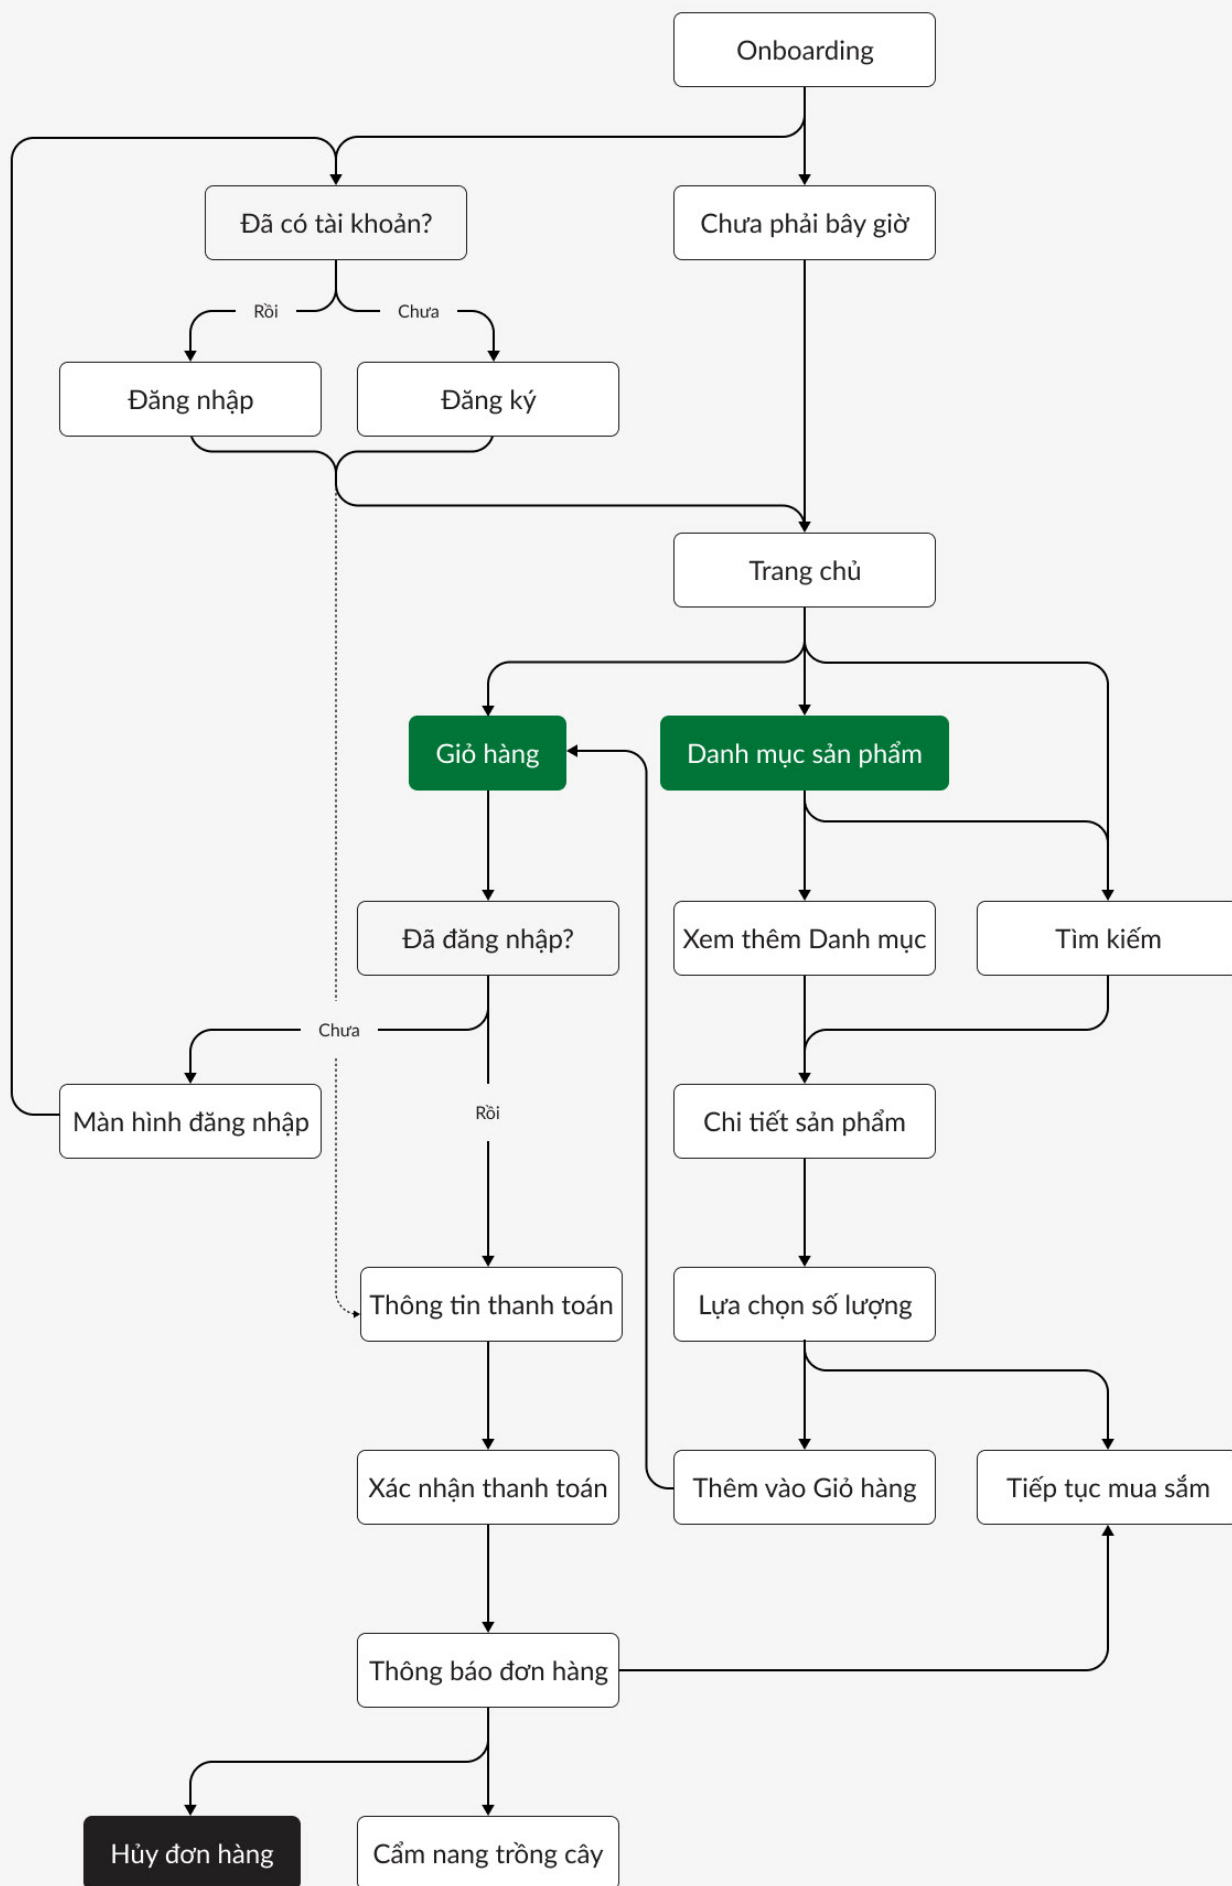 Onboarding
Đã có tài khoản?
Chưa phải bây giờ
Rồi
Chưa
Đăng nhập
Đăng ký
Trang chủ
Giỏ hàng
Danh mục sản phẩm
Đã đăng nhập?
Xem thêm Danh mục
Tìm kiếm
Chưa
Màn hình đăng nhập
Rồi
Chi tiết sản phẩm
Thông tin thanh toán
Lựa chọn số lượng
Xác nhận thanh toán
Thêm vào Giỏ hàng
Tiếp tục mua sắm
Thông báo đơn hàng
Hủy đơn hàng
Cẩm nang trồng cây